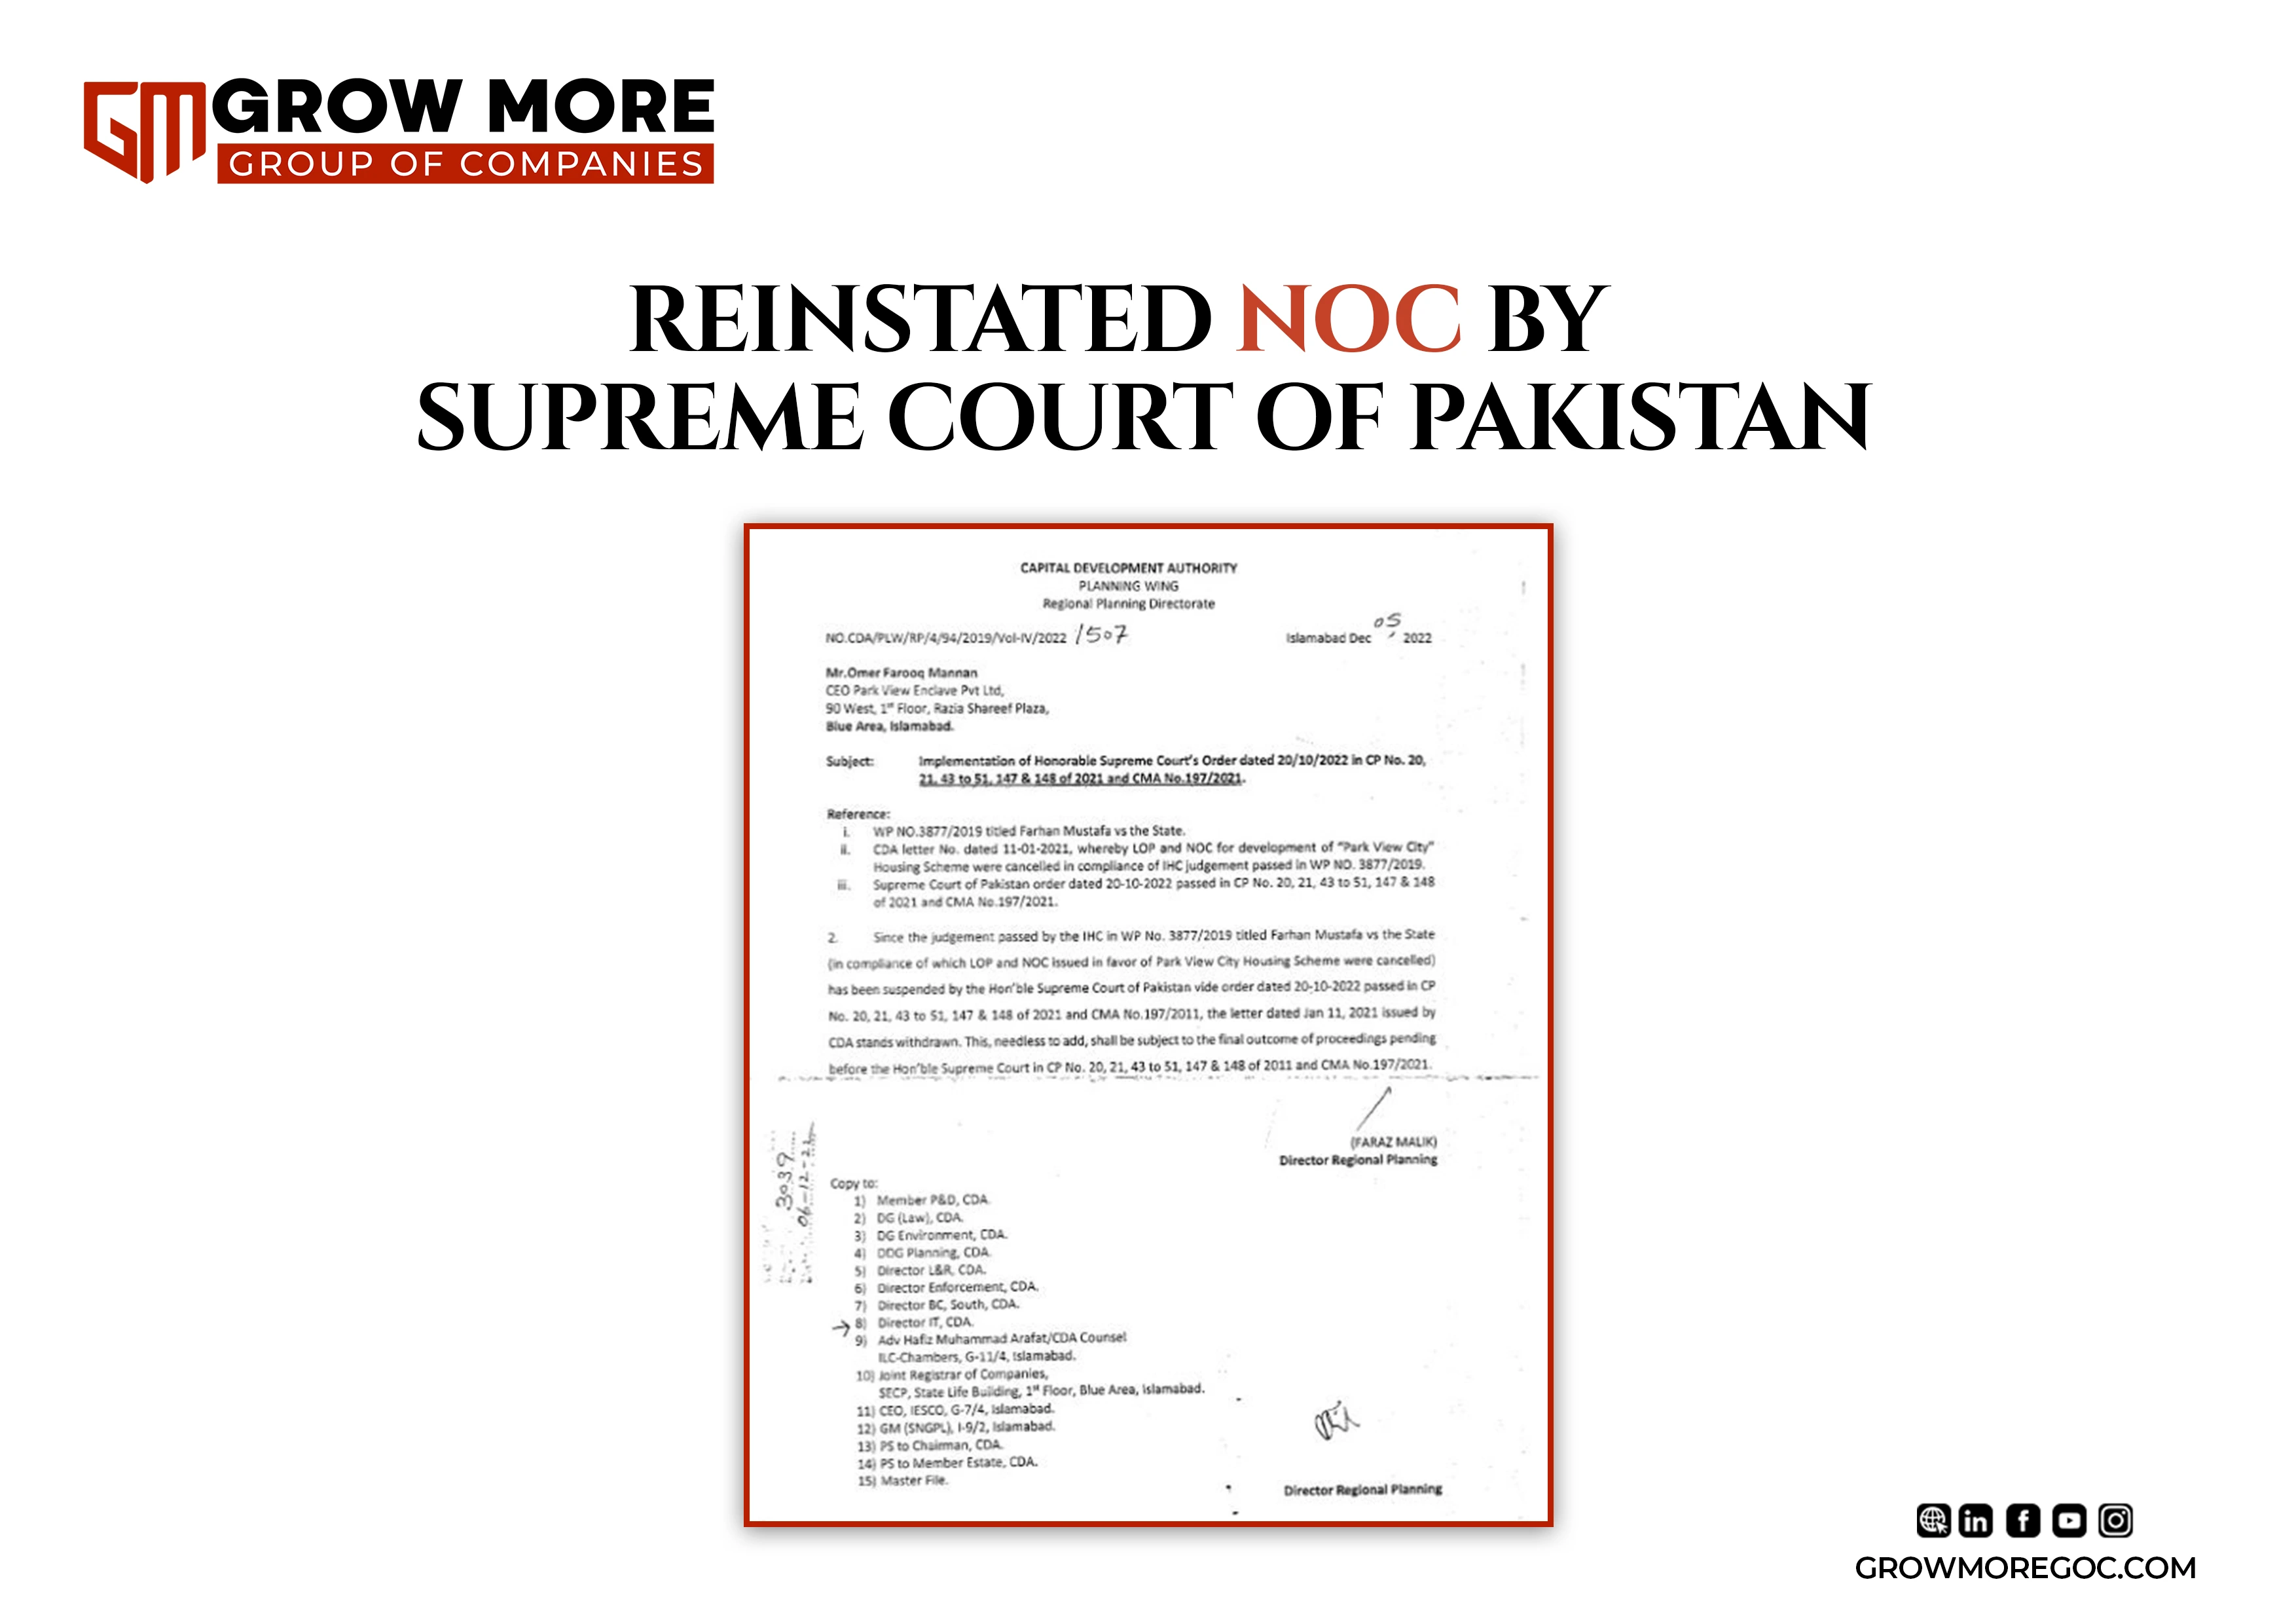 GM GROW MORE
GROUP OF COMPANIES
REINSTATED NOC BY
SUPREME COURT OF PAKISTAN
CAPITAL DEVELOPMENT AUTHORITY
PLANNING WING
Regional Planning Directorate
NO.CDA/PLW/RP/4/94/2019/Vol-IV/2022 /507 Islamabad Dec 05, 2022
Mr.Omer Farooq Mannan
CEO Park View Enclave Pvt Ltd,
90 West, 1st Floor, Razia Shareef Plaza,
Blue Area, Islamabad.
Subject: Implementation of Honorable Supreme Court's Order dated 20/10/2022 in CP No. 20,
21, 43 to 51, 147 & 148 of 2021 and CMA No.197/2021.
Reference:
i. WP NO.3877/2019 titled Farhan Mustafa vs the State.
ii. CDA letter No. dated 11-01-2021, whereby LOP and NOC for development of "Park View City"
Housing Scheme were cancelled in compliance of IHC judgement passed in WP NO. 3877/2019.
iii. Supreme Court of Pakistan order dated 20-10-2022 passed in CP No. 20, 21, 43 to 51, 147 & 148
of 2021 and CMA No.197/2021.
2. Since the judgement passed by the IHC in WP No. 3877/2019 titled Farhan Mustafa vs the State
(in compliance of which LOP and NOC issued in favor of Park View City Housing Scheme were cancelled)
has been suspended by the Hon'ble Supreme Court of Pakistan vide order dated 20-10-2022 passed in CP
No. 20, 21, 43 to 51, 147 & 148 of 2021 and CMA No.197/2011, the letter dated Jan 11, 2021 issued by
CDA stands withdrawn. This, needless to add, shall be subject to the final outcome of proceedings pending
before the Hon'ble Supreme Court in CP No. 20, 21, 43 to 51, 147 & 148 of 2011 and CMA No.197/2021.
(FARAZ MALIK)
Director Regional Planning
3039
06-12-22
Copy to:
1) Member P&D, CDA.
2) DG (Law), CDA.
3) DG Environment, CDA.
4) DDG Planning, CDA.
5) Director L&R, CDA.
6) Director Enforcement, CDA.
7) Director BC, South, CDA.
8) Director IT, CDA.
9) Adv Hafiz Muhammad Arafat/CDA Counsel
ILC-Chambers, G-11/4, Islamabad.
10) Joint Registrar of Companies,
SECP, State Life Building, 1st Floor, Blue Area, Islamabad.
11) CEO, IESCO, G-7/4, Islamabad.
12) GM (SNGPL), I-9/2, Islamabad.
13) PS to Chairman, CDA.
14) PS to Member Estate, CDA.
15) Master File.
Director Regional Planning
GROWMOREGOC.COM